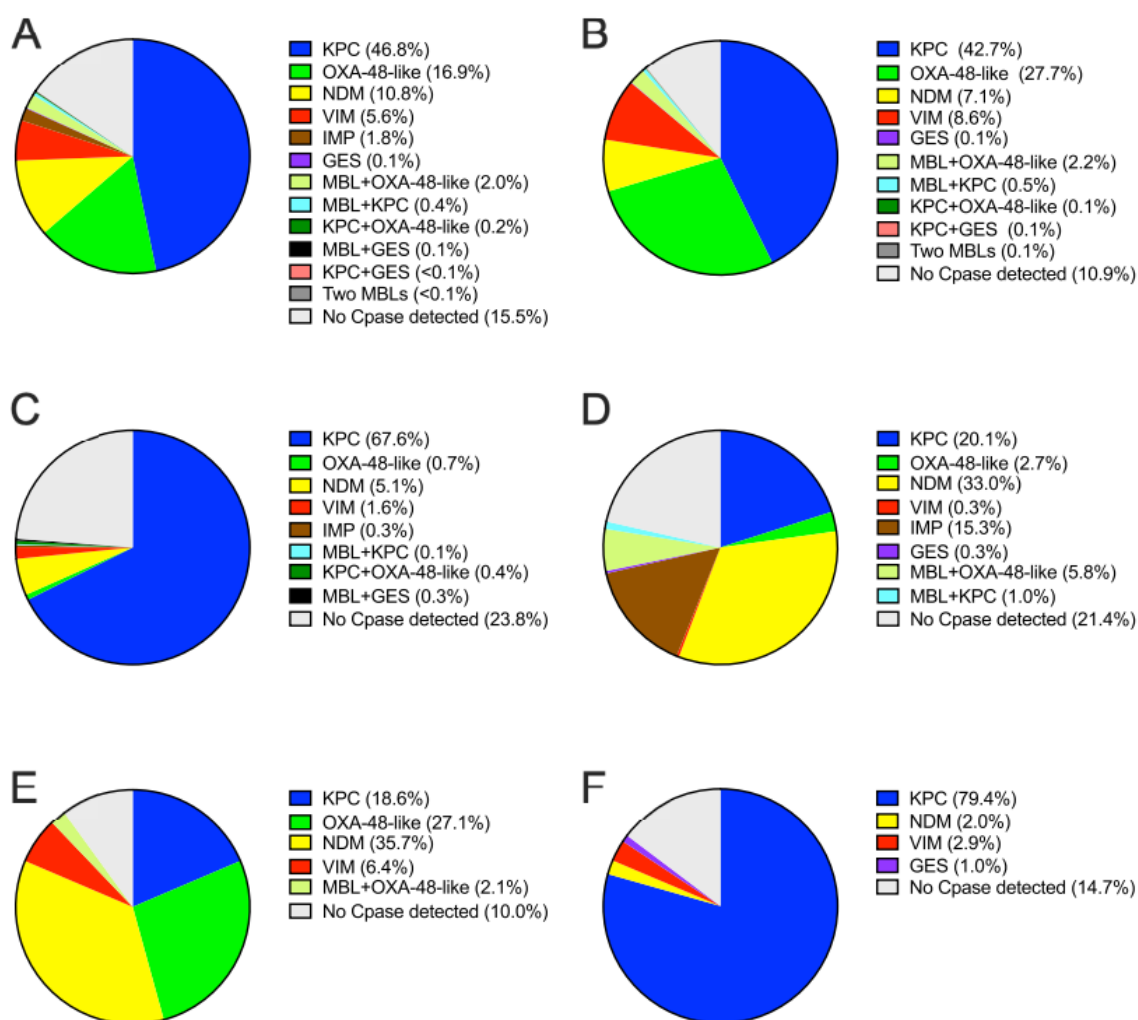 A
KPC (46.8%)
OXA-48-like (16.9%)
NDM (10.8%)
VIM (5.6%)
IMP (1.8%)
GES (0.1%)
MBL+OXA-48-like (2.0%)
MBL+KPC (0.4%)
KPC+OXA-48-like (0.2%)
MBL+GES (0.1%)
KPC+GES (<0.1%)
Two MBLs (<0.1%)
No Cpase detected (15.5%)
B
KPC (42.7%)
OXA-48-like (27.7%)
NDM (7.1%)
VIM (8.6%)
GES (0.1%)
MBL+OXA-48-like (2.2%)
MBL+KPC (0.5%)
KPC+OXA-48-like (0.1%)
KPC+GES (0.1%)
Two MBLs (0.1%)
No Cpase detected (10.9%)
C
KPC (67.6%)
OXA-48-like (0.7%)
NDM (5.1%)
VIM (1.6%)
IMP (0.3%)
MBL+KPC (0.1%)
KPC+OXA-48-like (0.4%)
MBL+GES (0.3%)
No Cpase detected (23.8%)
D
KPC (20.1%)
OXA-48-like (2.7%)
NDM (33.0%)
VIM (0.3%)
IMP (15.3%)
GES (0.3%)
MBL+OXA-48-like (5.8%)
MBL+KPC (1.0%)
No Cpase detected (21.4%)
E
KPC (18.6%)
OXA-48-like (27.1%)
NDM (35.7%)
VIM (6.4%)
MBL+OXA-48-like (2.1%)
No Cpase detected (10.0%)
F
KPC (79.4%)
NDM (2.0%)
VIM (2.9%)
GES (1.0%)
No Cpase detected (14.7%)